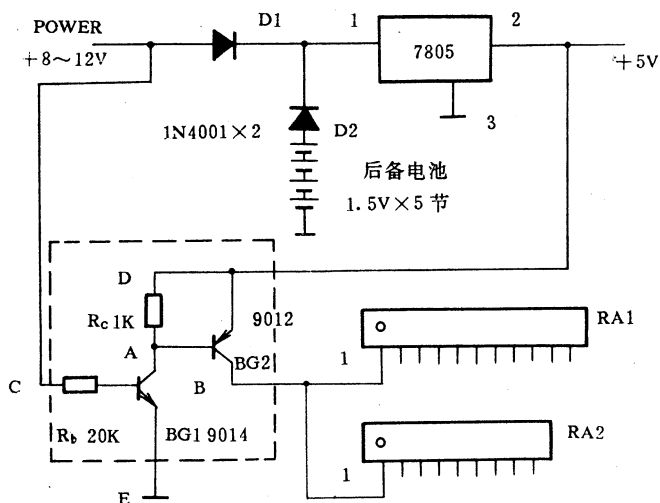 POWER
+8～12V
D1
1
7805
2
+5V
3
1N4001×2
D2
后备电池
1.5V×5 节
D
Rc 1K
9012
A
BG2
B
C
Rb 20K
BG1 9014
E
RA1
1
RA2
1